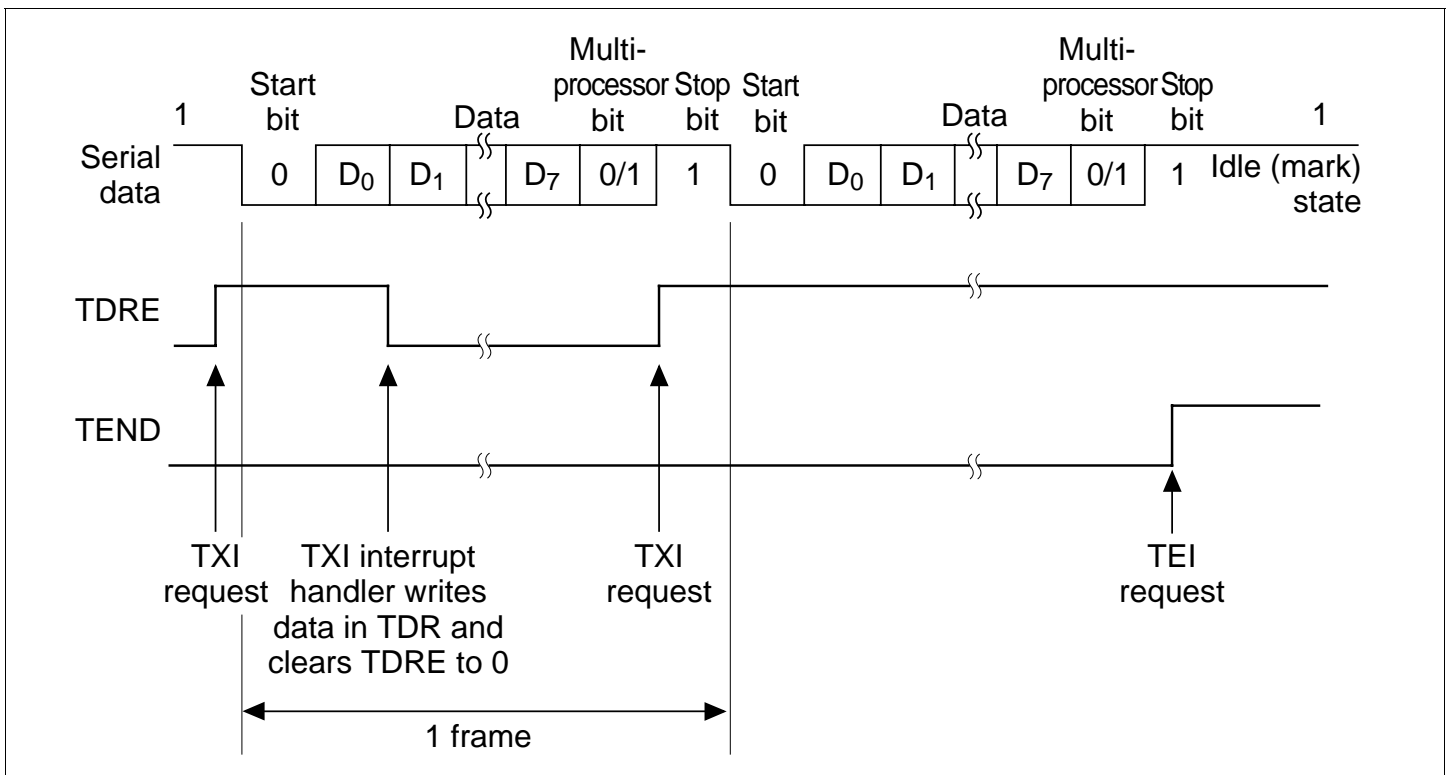 Multi-
Multi-
Start
processor Stop Start
processor Stop
1 bit Data bit bit bit Data bit bit 1
Serial data
0 D0 D1 D7 0/1 1 0 D0 D1 D7 0/1 1 Idle (mark) state
TDRE
TEND
TXI
request
TXI interrupt
handler writes
data in TDR and
clears TDRE to 0
TXI
request
TEI
request
1 frame